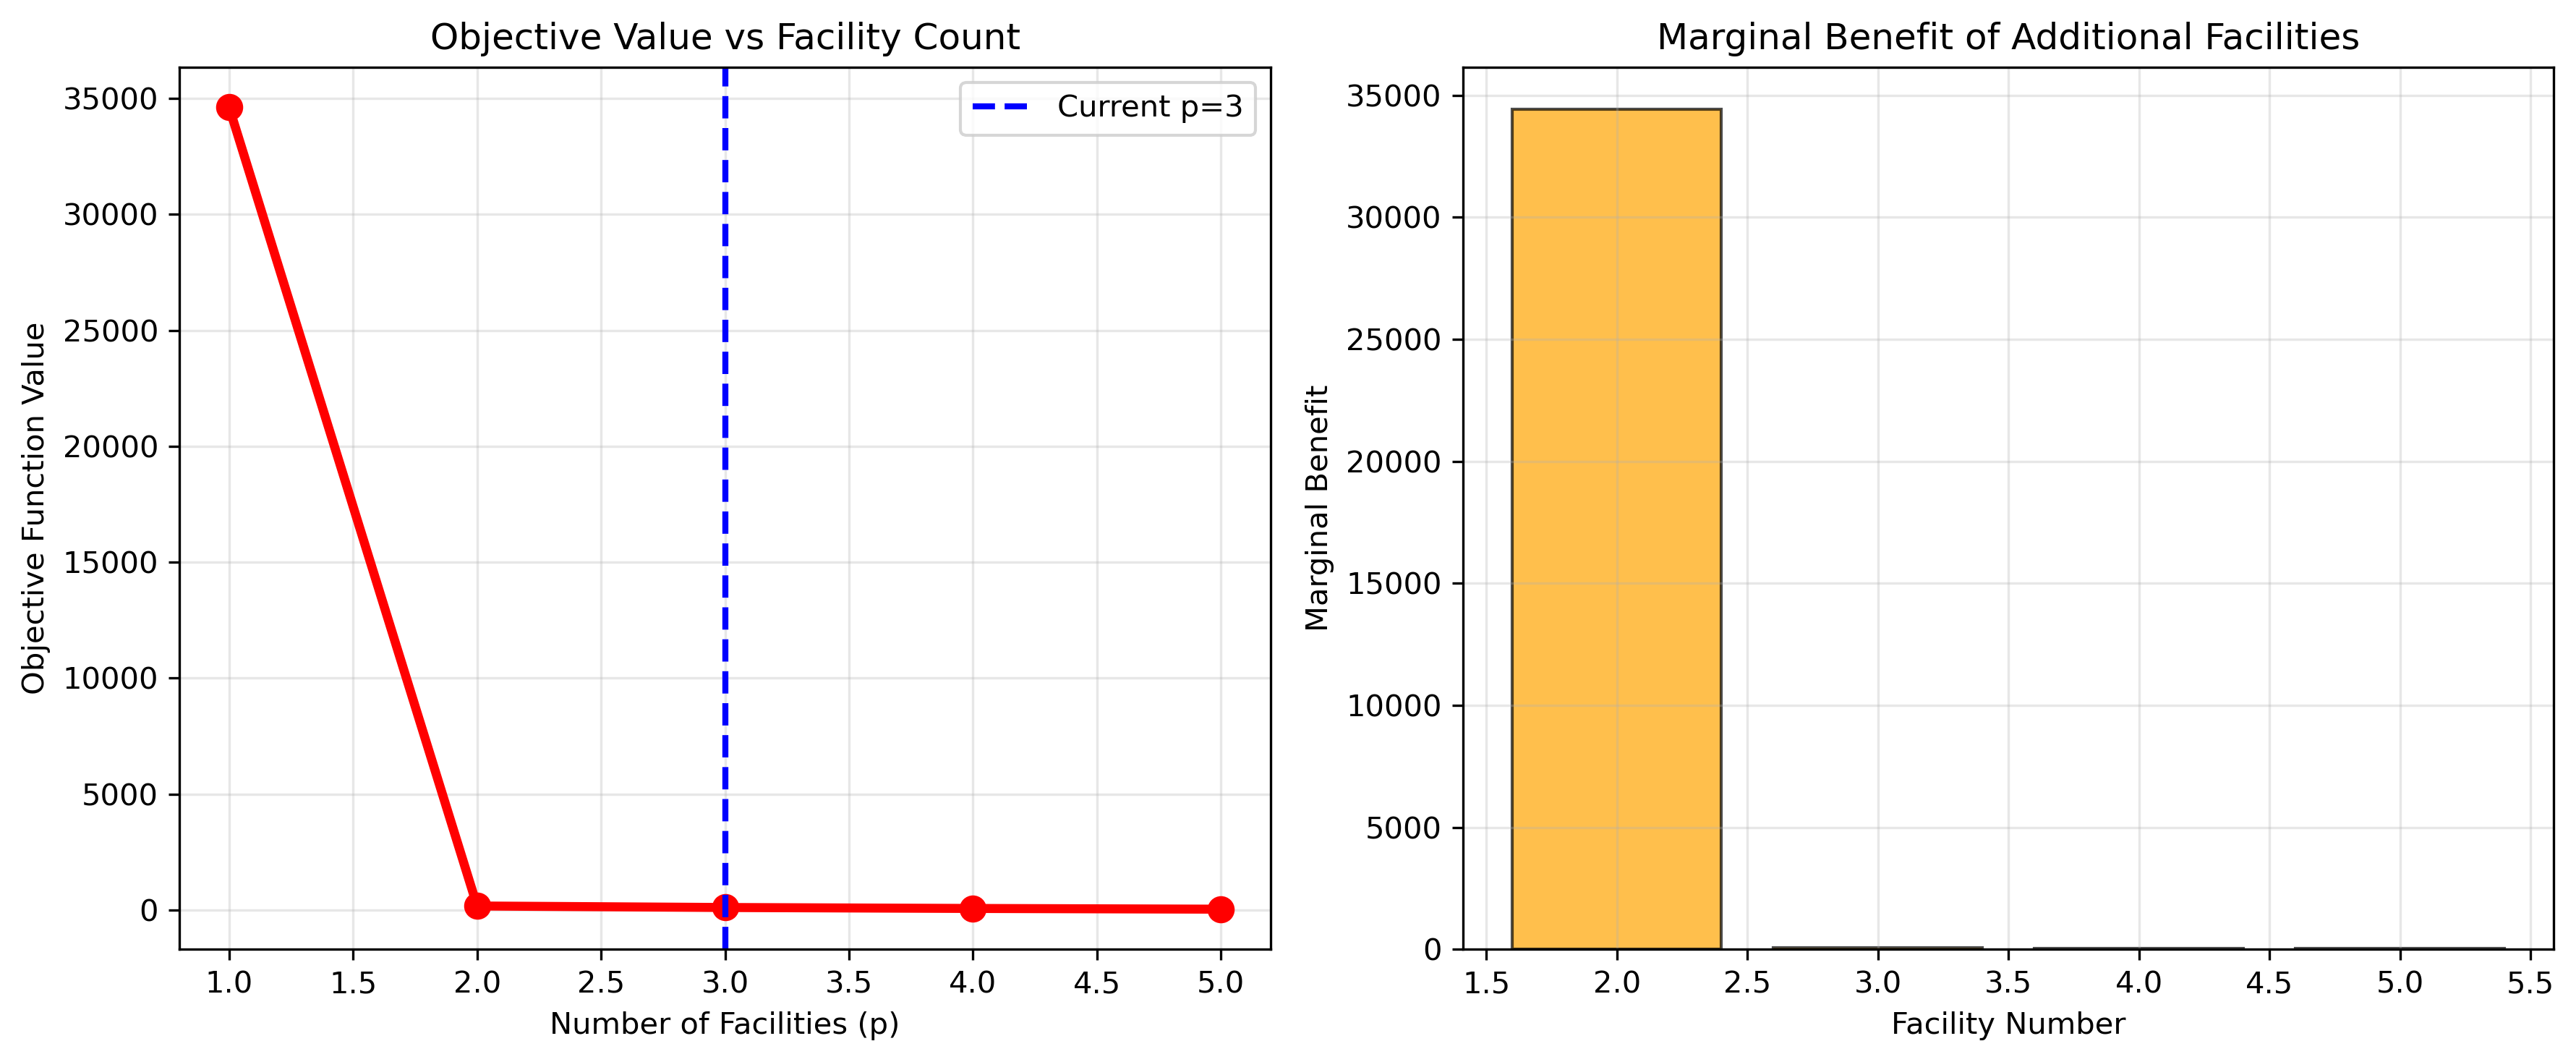 Objective Value vs Facility Count
Current p=3
Objective Function Value
35000
30000
25000
20000
15000
10000
5000
0
1.0 1.5 2.0 2.5 3.0 3.5 4.0 4.5 5.0
Number of Facilities (p)
Marginal Benefit of Additional Facilities
Marginal Benefit
35000
30000
25000
20000
15000
10000
5000
0
1.5 2.0 2.5 3.0 3.5 4.0 4.5 5.0 5.5
Facility Number